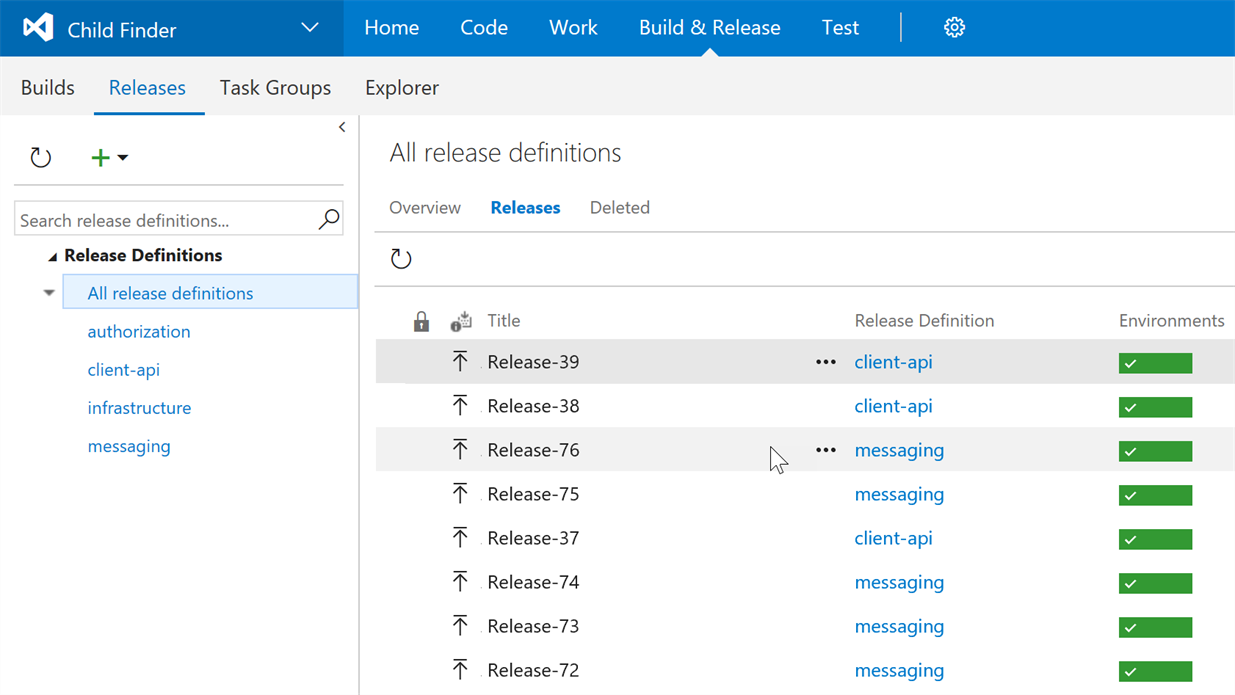 Child Finder Home Code Work Build & Release Test
Builds Releases Task Groups Explorer
Search release definitions...
Release Definitions
All release definitions
authorization
client-api
infrastructure
messaging
All release definitions
Overview Releases Deleted
Title Release Definition Environments
Release-39 ••• client-api
Release-38 client-api
Release-76 ••• messaging
Release-75 messaging
Release-37 client-api
Release-74 messaging
Release-73 messaging
Release-72 messaging